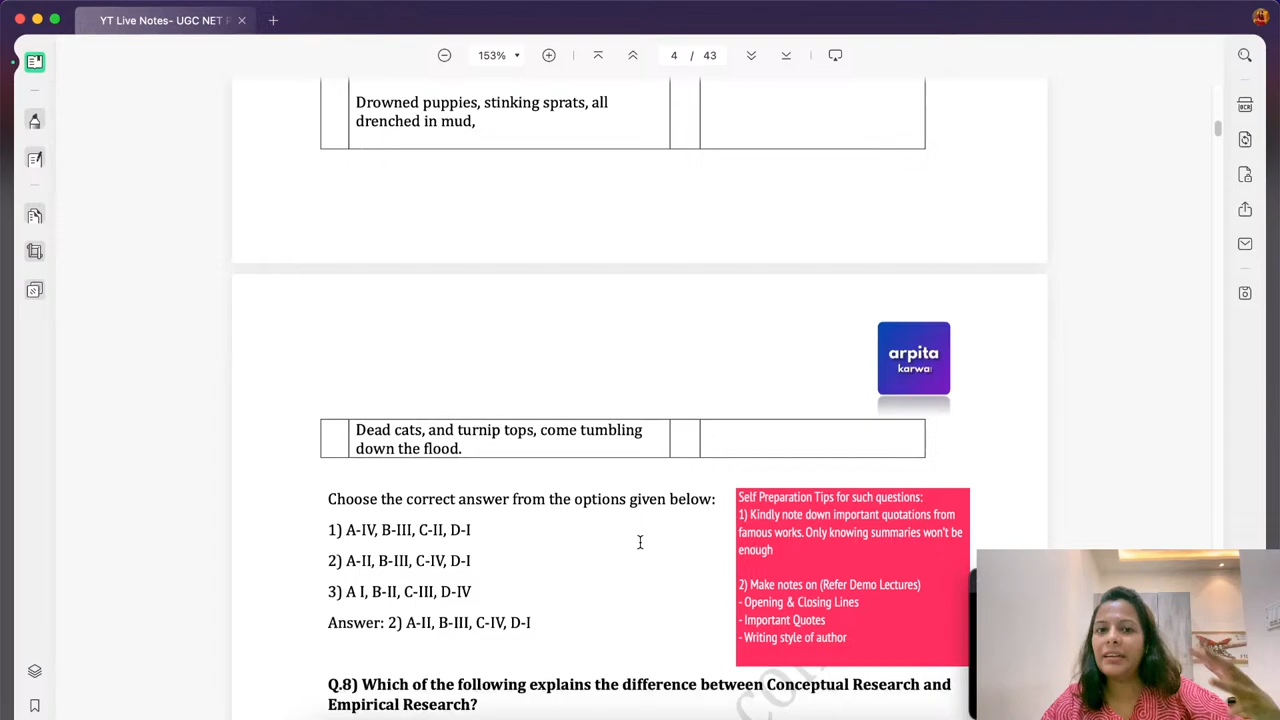 YT Live Notes- UGC NET
153%
4 / 43
OCR
Drowned puppies, stinking sprats, all
drenched in mud,
arpita
karwa
Dead cats, and turnip tops, come tumbling
down the flood.
Choose the correct answer from the options given below:
1) A-IV, B-III, C-II, D-I
2) A-II, B-III, C-IV, D-I
3) A I, B-II, C-III, D-IV
Answer: 2) A-II, B-III, C-IV, D-I
Self Preparation Tips for such questions:
1) Kindly note down important quotations from
famous works. Only knowing summaries won't be
enough
2) Make notes on (Refer Demo Lectures)
- Opening & Closing Lines
- Important Quotes
- Writing style of author
Q.8) Which of the following explains the difference between Conceptual Research and
Empirical Research?